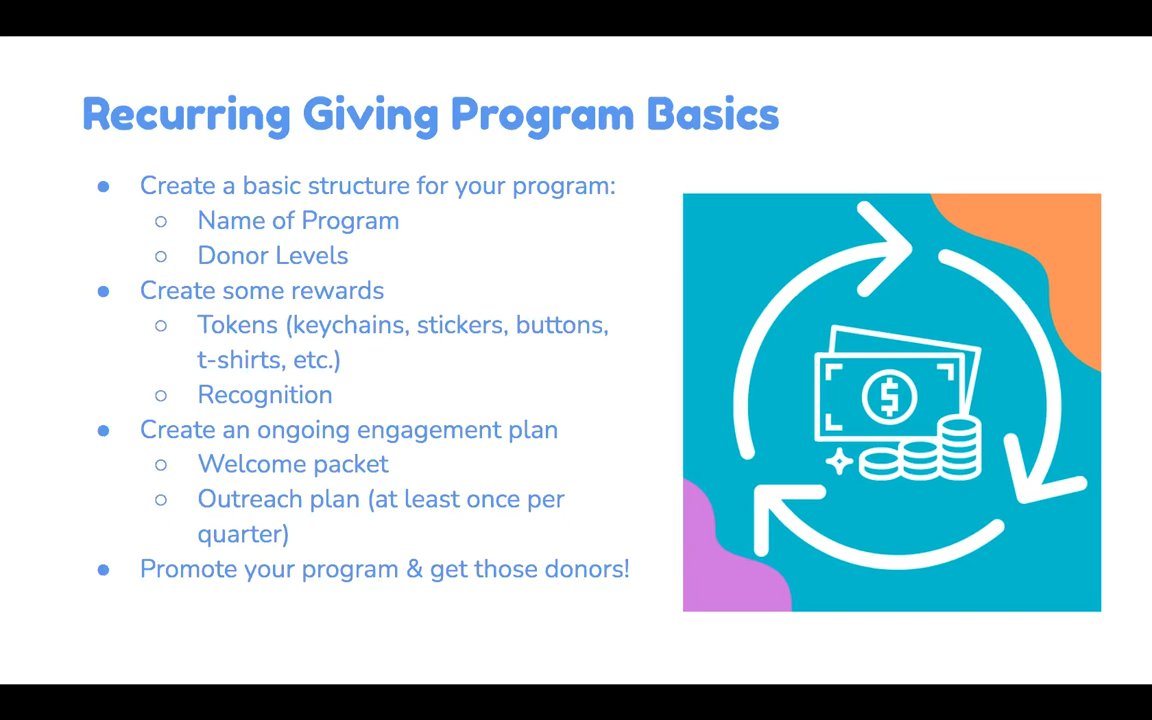 Recurring Giving Program Basics
● Create a basic structure for your program:
○ Name of Program
○ Donor Levels
● Create some rewards
○ Tokens (keychains, stickers, buttons,
t-shirts, etc.)
○ Recognition
● Create an ongoing engagement plan
○ Welcome packet
○ Outreach plan (at least once per
quarter)
● Promote your program & get those donors!
$